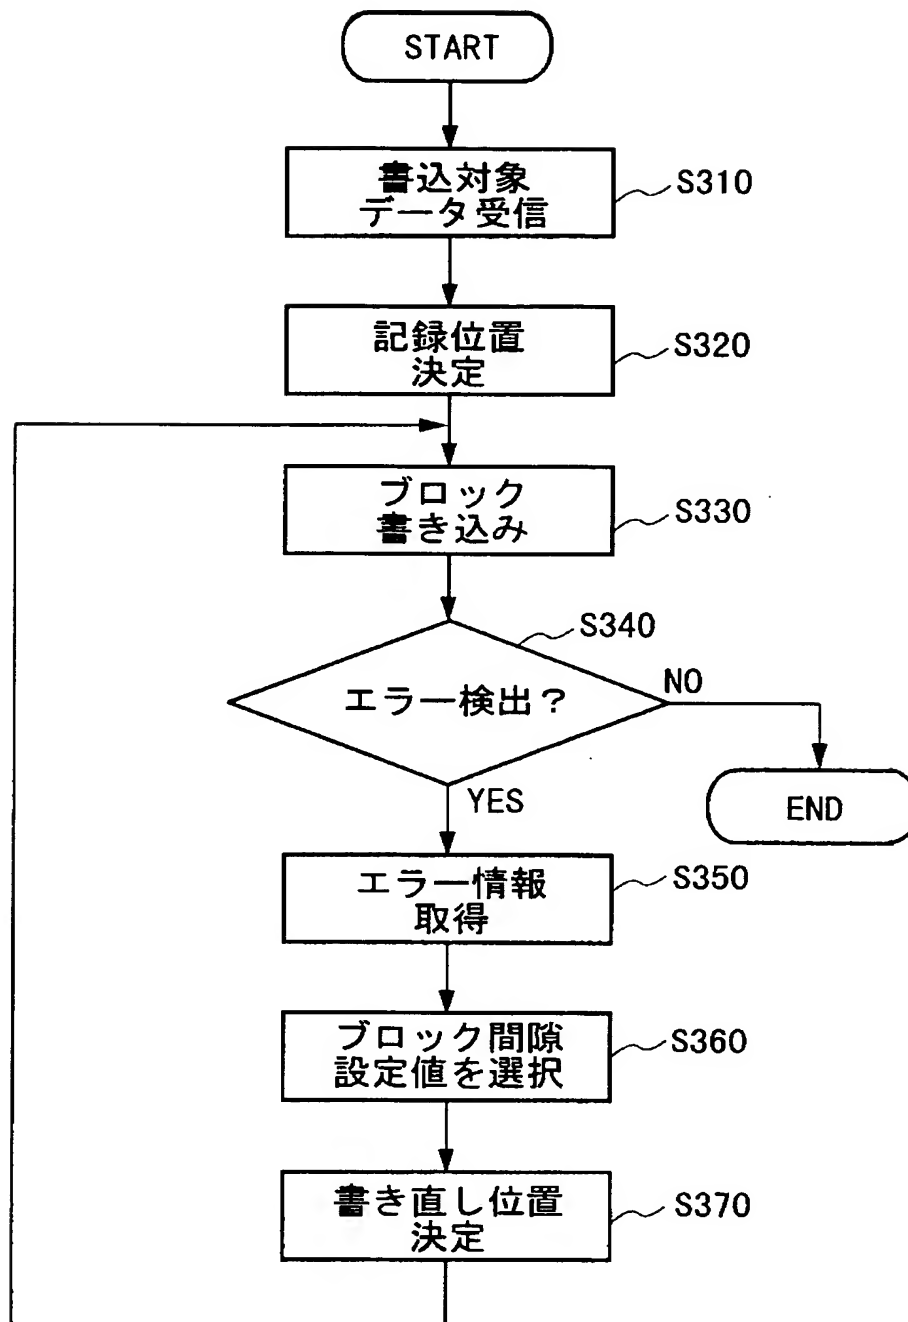 START
書込対象
データ受信
S310
記録位置
決定
S320
ブロック
書き込み
S330
S340
エラー検出？
NO
YES
END
エラー情報
取得
S350
ブロック間隙
設定値を選択
S360
書き直し位置
決定
S370